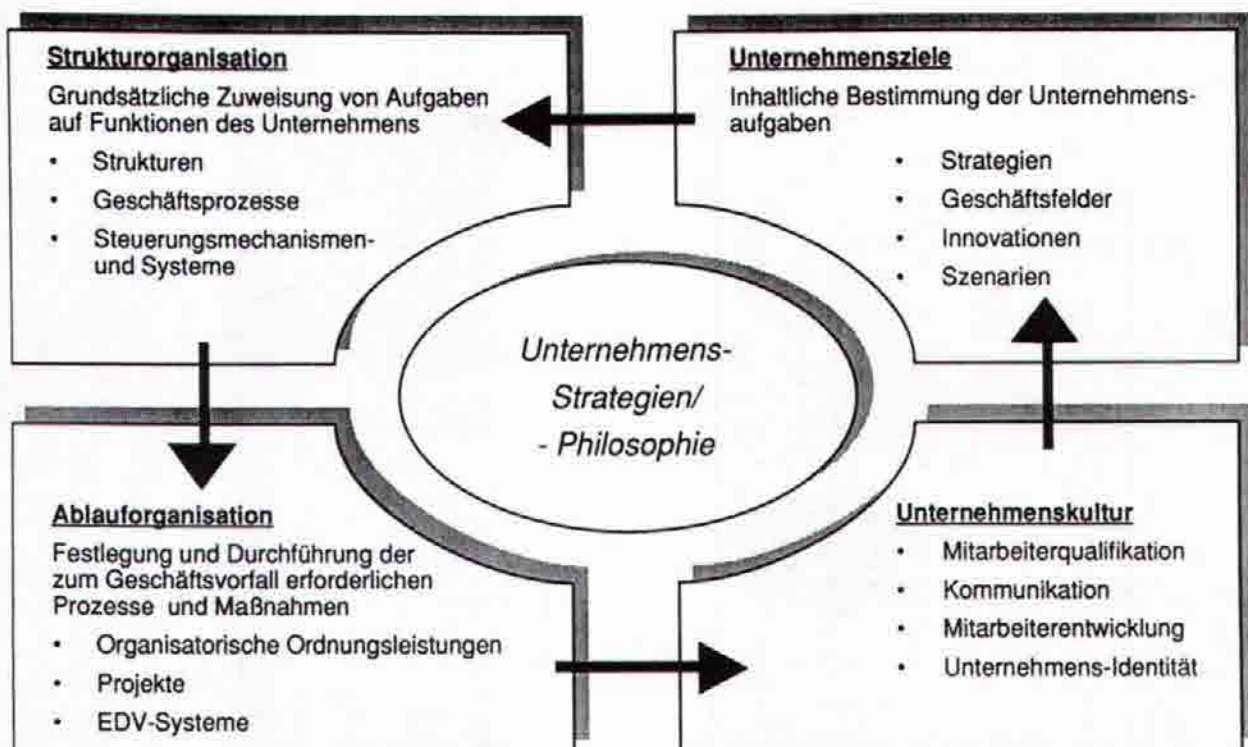 Strukturorganisation
Grundsätzliche Zuweisung von Aufgaben
auf Funktionen des Unternehmens
• Strukturen
• Geschäftsprozesse
• Steuerungsmechanismen-
und Systeme
Unternehmensziele
Inhaltliche Bestimmung der Unternehmens-
aufgaben
• Strategien
• Geschäftsfelder
• Innovationen
• Szenarien
Unternehmens-
Strategien/
- Philosophie
Ablauforganisation
Festlegung und Durchführung der
zum Geschäftsvorfall erforderlichen
Prozesse und Maßnahmen
• Organisatorische Ordnungsleistungen
• Projekte
• EDV-Systeme
Unternehmenskultur
• Mitarbeiterqualifikation
• Kommunikation
• Mitarbeiterentwicklung
• Unternehmens-Identität